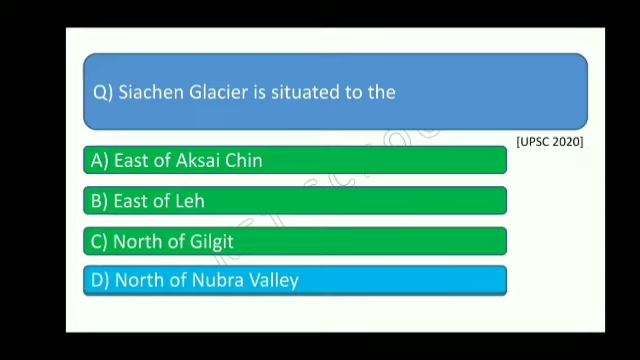 Q) Siachen Glacier is situated to the
[UPSC 2020]
A) East of Aksai Chin
B) East of Leh
C) North of Gilgit
D) North of Nubra Valley